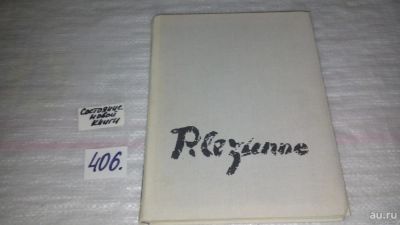 Состояние
новой
книги
406.
P. Cezanne
au.ru